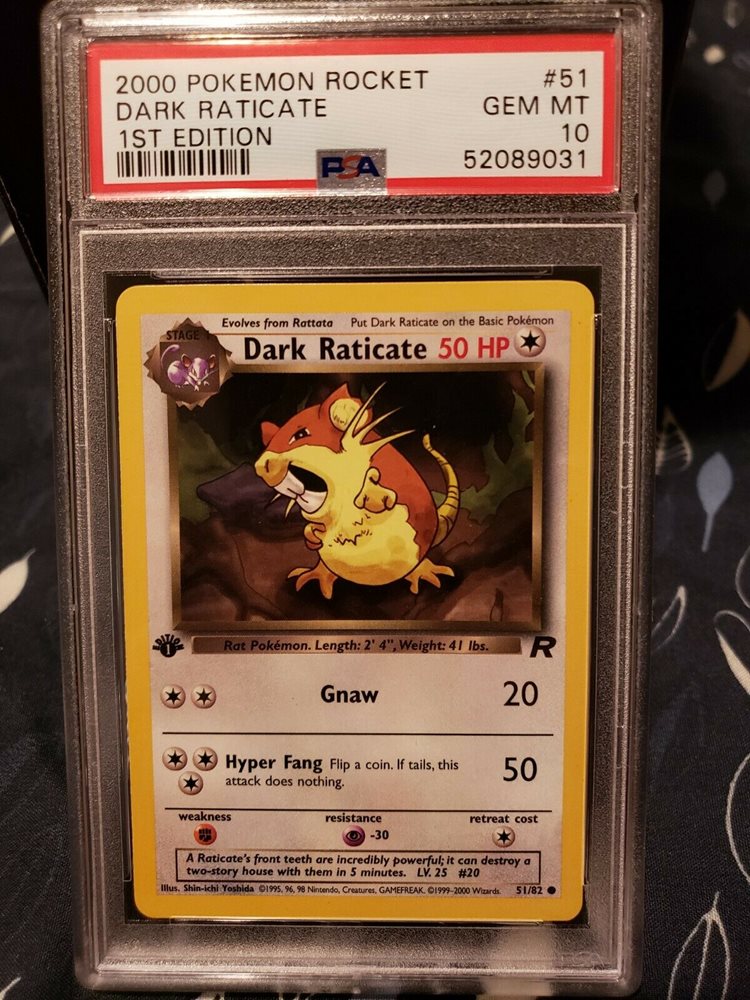 2000 POKEMON ROCKET #51
DARK RATICATE GEM MT
1ST EDITION 10
PSA 52089031
Evolves from Rattata Put Dark Raticate on the Basic Pokémon
STAGE 1
Dark Raticate 50 HP
EDITION
1
Rat Pokémon. Length: 2' 4", Weight: 41 lbs.
R
Gnaw 20
Hyper Fang Flip a coin. If tails, this
attack does nothing. 50
weakness resistance retreat cost
-30
A Raticate's front teeth are incredibly powerful; it can destroy a
two-story house with them in 5 minutes. LV. 25 #20
Illus. Shin-ichi Yoshida ©1995, 96, 98 Nintendo, Creatures, GAMEFREAK. ©1999-2000 Wizards. 51/82